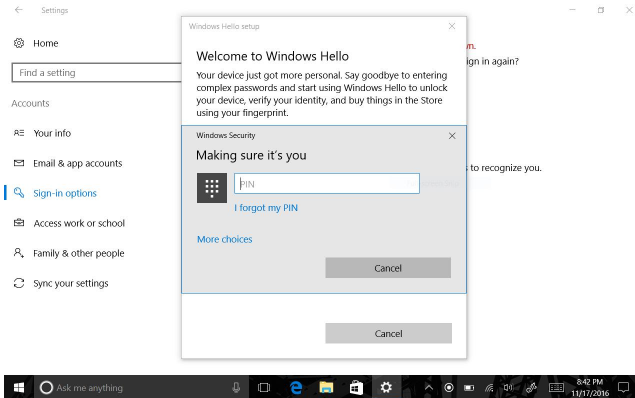 Settings
Home
Find a setting
Accounts
Your info
Email & app accounts
Sign-in options
Access work or school
Family & other people
Sync your settings
Windows Hello setup
Welcome to Windows Hello
Your device just got more personal. Say goodbye to entering
complex passwords and start using Windows Hello to unlock
your device, verify your identity, and buy things in the Store
using your fingerprint.
Windows Security
Making sure it's you
PIN
I forgot my PIN
More choices
Cancel
Cancel
ign in again?
to recognize you.
Ask me anything
8:42 PM
11/17/2016